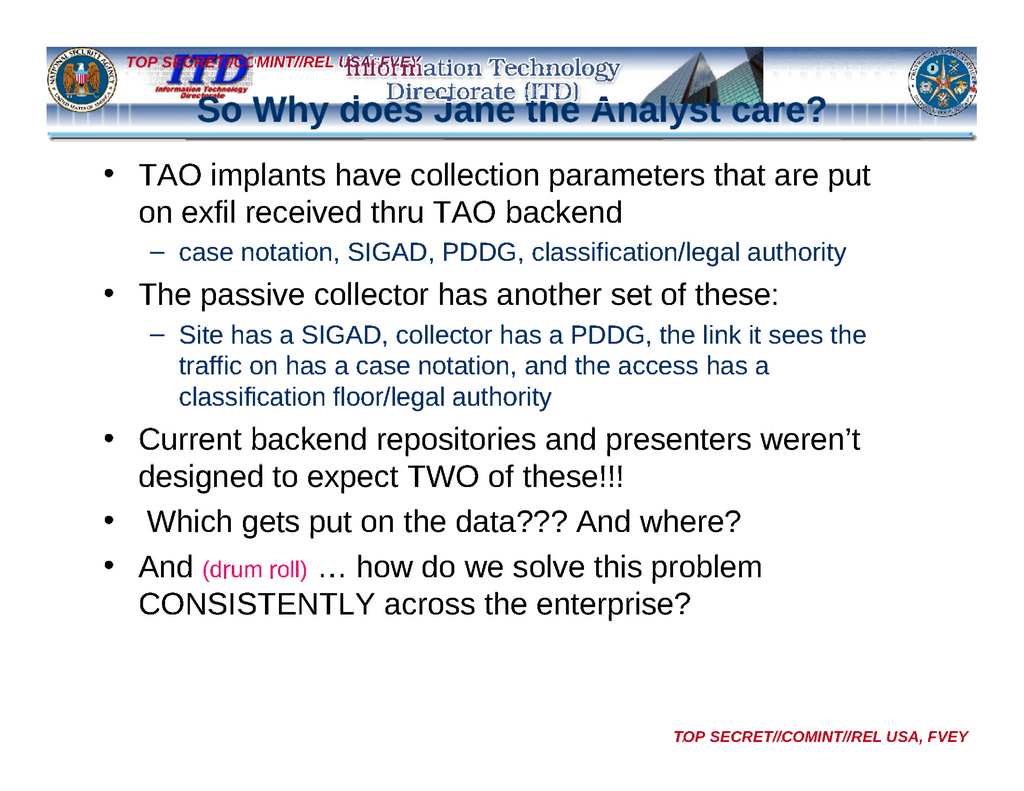 TOP SECRET//COMINT//REL USA, FVEY
ITD
Information Technology
Directorate
Information Technology
Directorate (ITD)
So Why does Jane the Analyst care?
• TAO implants have collection parameters that are put
on exfil received thru TAO backend
– case notation, SIGAD, PDDG, classification/legal authority
• The passive collector has another set of these:
– Site has a SIGAD, collector has a PDDG, the link it sees the
traffic on has a case notation, and the access has a
classification floor/legal authority
• Current backend repositories and presenters weren’t
designed to expect TWO of these!!!
• Which gets put on the data??? And where?
• And (drum roll) … how do we solve this problem
CONSISTENTLY across the enterprise?
TOP SECRET//COMINT//REL USA, FVEY